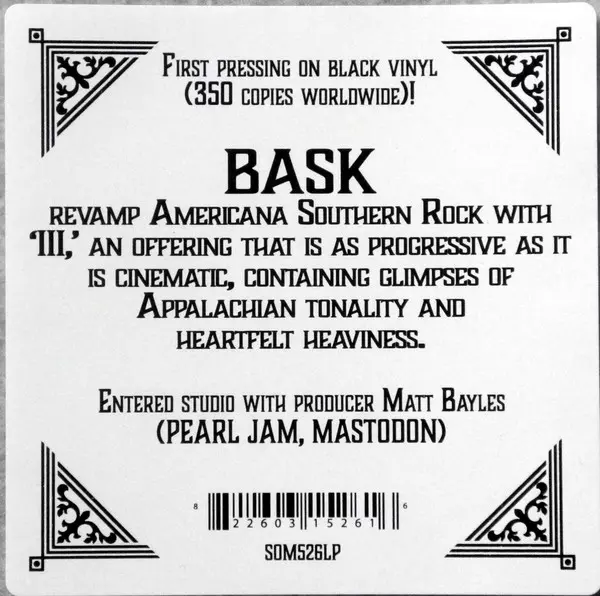 First pressing on black vinyl
(350 copies worldwide)!
BASK
revamp Americana Southern Rock with
‘III,’ an offering that is as progressive as it
is cinematic, containing glimpses of
Appalachian tonality and
heartfelt heaviness.
Entered studio with producer Matt Bayles
(PEARL JAM, MASTODON)
8 22603 15261 6
SOM526LP